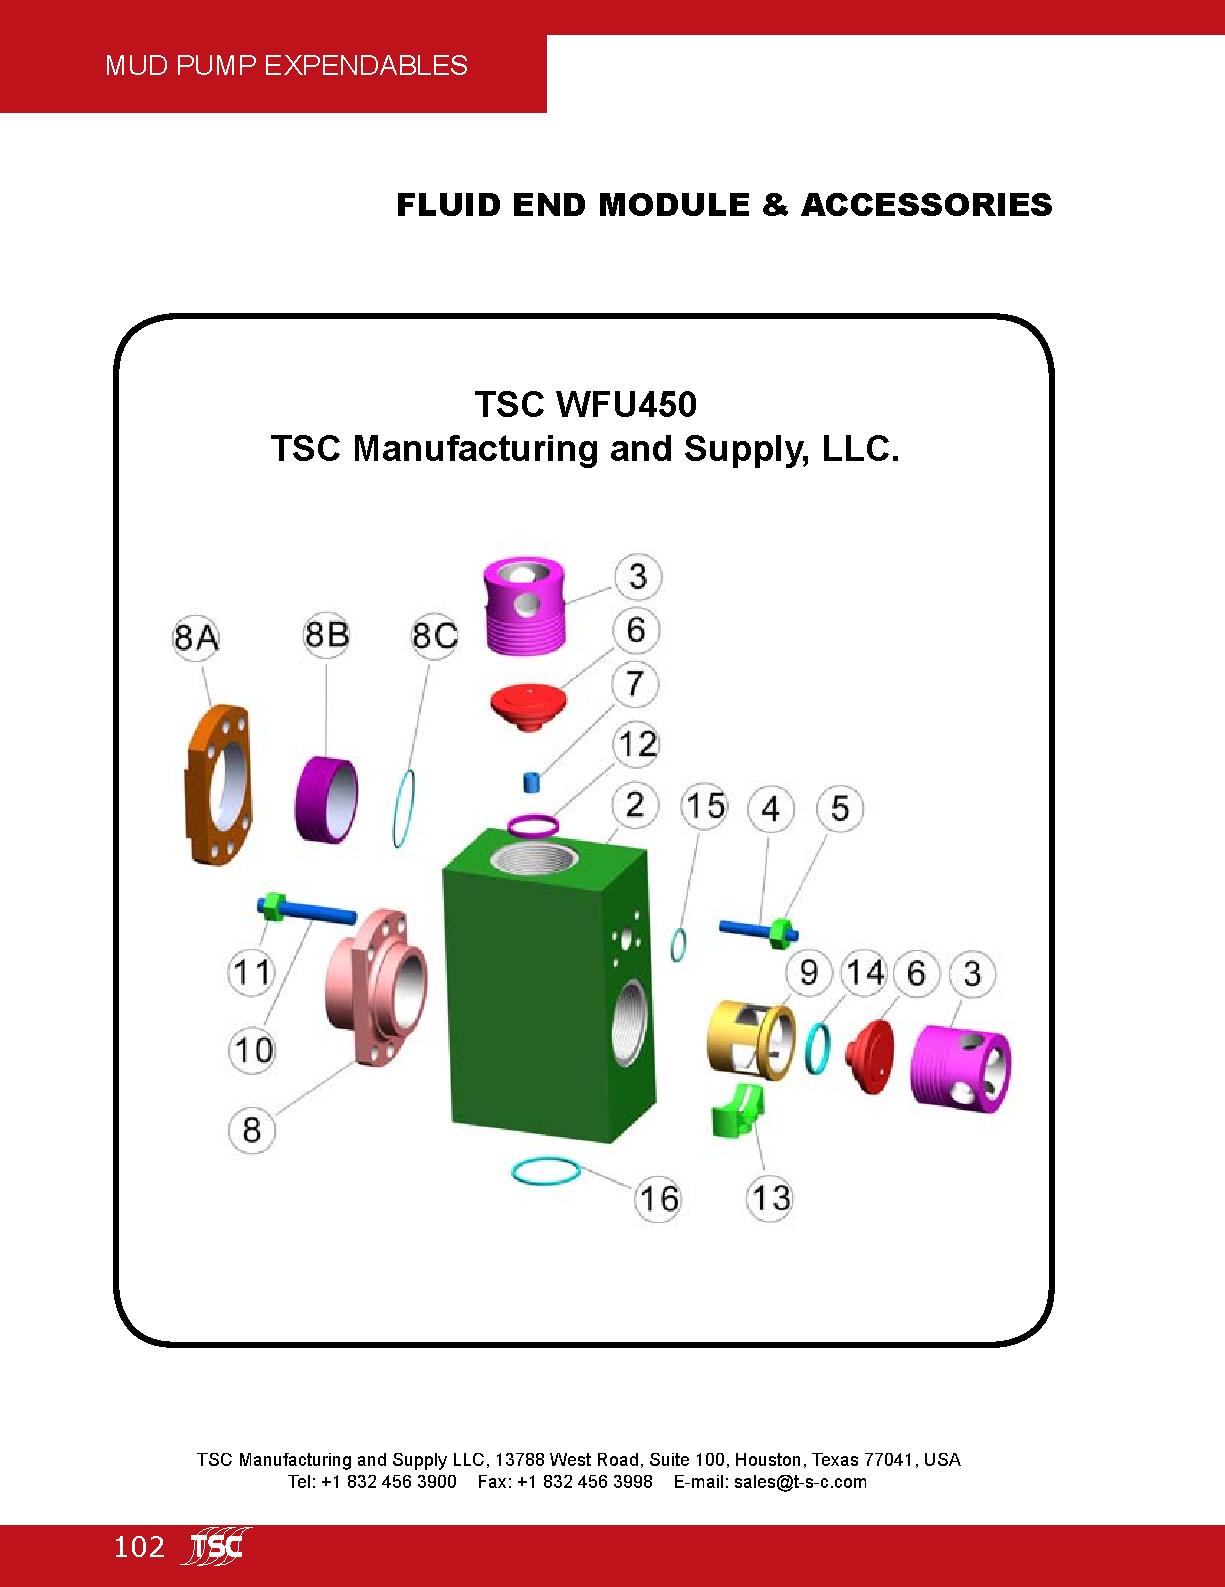 MUD PUMP EXPENDABLES
FLUID END MODULE & ACCESSORIES
TSC WFU450
TSC Manufacturing and Supply, LLC.
3
6
7
12
2
8A
8B
8C
15
4
5
11
10
8
9
14
6
3
16
13
TSC Manufacturing and Supply LLC, 13788 West Road, Suite 100, Houston, Texas 77041, USA
Tel: +1 832 456 3900 Fax: +1 832 456 3998 E-mail: sales@t-s-c.com
102 TSC